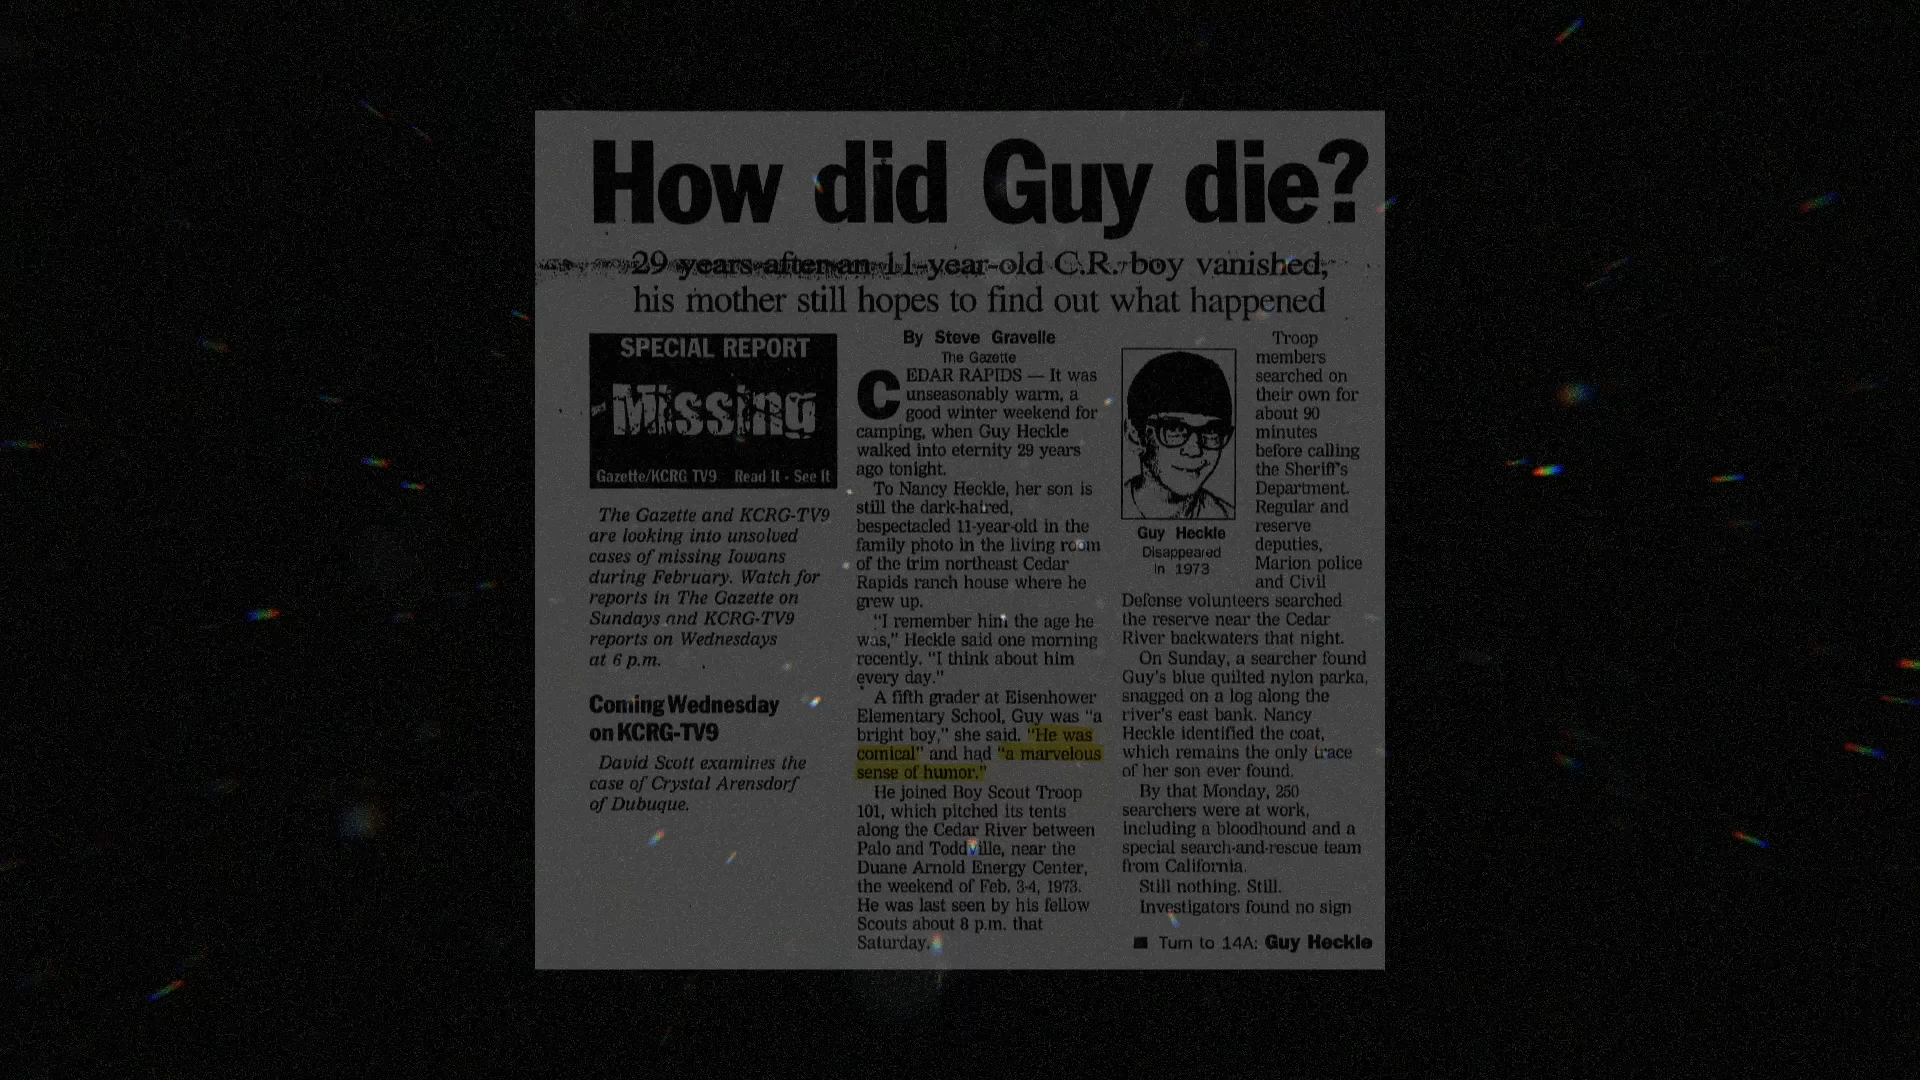 How did Guy die?
29 years after an 11-year-old C.R. boy vanished,
his mother still hopes to find out what happened
SPECIAL REPORT
Missing
Gazette/KCRG TV9 Read It - See It
The Gazette and KCRG-TV9
are looking into unsolved
cases of missing Iowans
during February. Watch for
reports in The Gazette on
Sundays and KCRG-TV9
reports on Wednesdays
at 6 p.m.
Coming Wednesday
on KCRG-TV9
David Scott examines the
case of Crystal Arensdorf
of Dubuque.
By Steve Gravelle
The Gazette
CEDAR RAPIDS — It was
unseasonably warm, a
good winter weekend for
camping, when Guy Heckle
walked into eternity 29 years
ago tonight.
To Nancy Heckle, her son is
still the dark-haired,
bespectacled 11-year-old in the
family photo in the living room
of the trim northeast Cedar
Rapids ranch house where he
grew up.
“I remember him the age he
was,” Heckle said one morning
recently. “I think about him
every day.”
A fifth grader at Eisenhower
Elementary School, Guy was “a
bright boy,” she said. “He was
comical” and had “a marvelous
sense of humor.”
He joined Boy Scout Troop
101, which pitched its tents
along the Cedar River between
Palo and Toddville, near the
Duane Arnold Energy Center,
the weekend of Feb. 3-4, 1973.
He was last seen by his fellow
Scouts about 8 p.m. that
Saturday.
Guy Heckle
Disappeared
in 1973
Troop
members
searched on
their own for
about 90
minutes
before calling
the Sheriff’s
Department.
Regular and
reserve
deputies,
Marion police
and Civil
Defense volunteers searched
the reserve near the Cedar
River backwaters that night.
On Sunday, a searcher found
Guy’s blue quilted nylon parka,
snagged on a log along the
river’s east bank. Nancy
Heckle identified the coat,
which remains the only trace
of her son ever found.
By that Monday, 250
searchers were at work,
including a bloodhound and a
special search-and-rescue team
from California.
Still nothing. Still.
Investigators found no sign
■ Turn to 14A: Guy Heckle